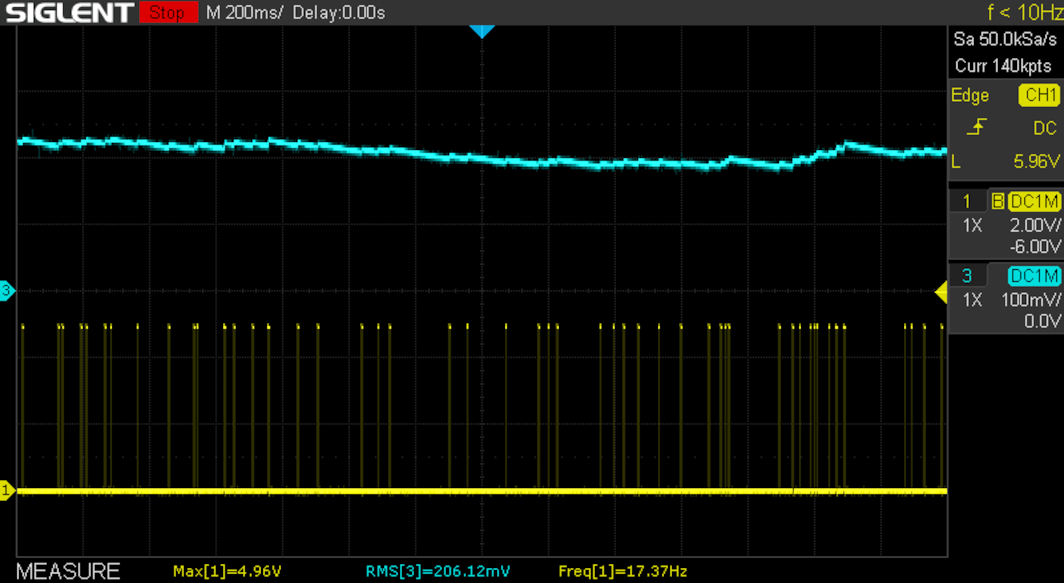 SIGLENT Stop M 200ms/ Delay:0.00s f < 10Hz
Sa 50.0kSa/s
Curr 140kpts
Edge CH1
DC
L 5.96V
1 B DC1M
1X 2.00V/
-6.00V
3 DC1M
1X 100mV/
0.0V
3
1
MEASURE Max[1]=4.96V RMS[3]=206.12mV Freq[1]=17.37Hz